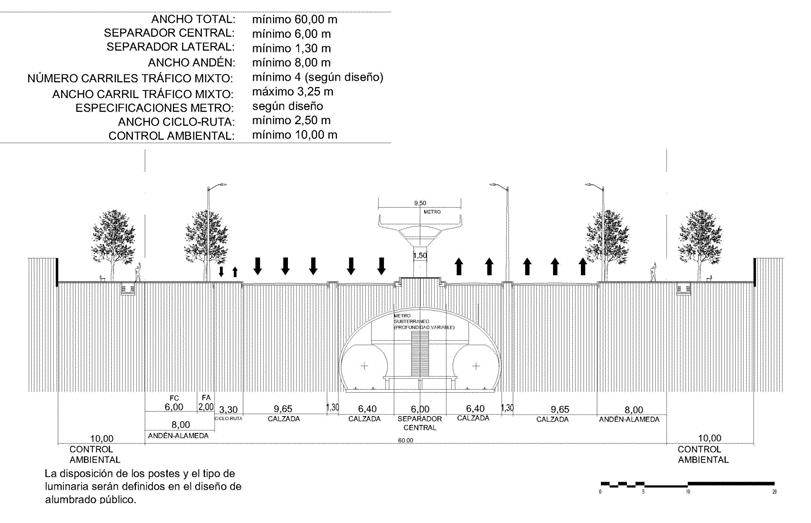 ANCHO TOTAL: mínimo 60,00 m
SEPARADOR CENTRAL: mínimo 6,00 m
SEPARADOR LATERAL: mínimo 1,30 m
ANCHO ANDÉN: mínimo 8,00 m
NÚMERO CARRILES TRÁFICO MIXTO: mínimo 4 (según diseño)
ANCHO CARRIL TRÁFICO MIXTO: máximo 3,25 m
ESPECIFICACIONES METRO: según diseño
ANCHO CICLO-RUTA: mínimo 2,50 m
CONTROL AMBIENTAL: mínimo 10,00 m
9,50
METRO
1,50
METRO
SUBTERRANEO
(PROFUNDIDAD VARIABLE)
FC FA
6,00 2,00 3,30 9,65 1,30 6,40 6,00 6,40 1,30 9,65 8,00
CICLO-RUTA CALZADA CALZADA SEPARADOR CENTRAL CALZADA CALZADA ANDÉN-ALAMEDA
8,00
ANDÉN-ALAMEDA
10,00 60,00 10,00
CONTROL AMBIENTAL CONTROL AMBIENTAL
La disposición de los postes y el tipo de
luminaria serán definidos en el diseño de
alumbrado público.
0 5 10 20